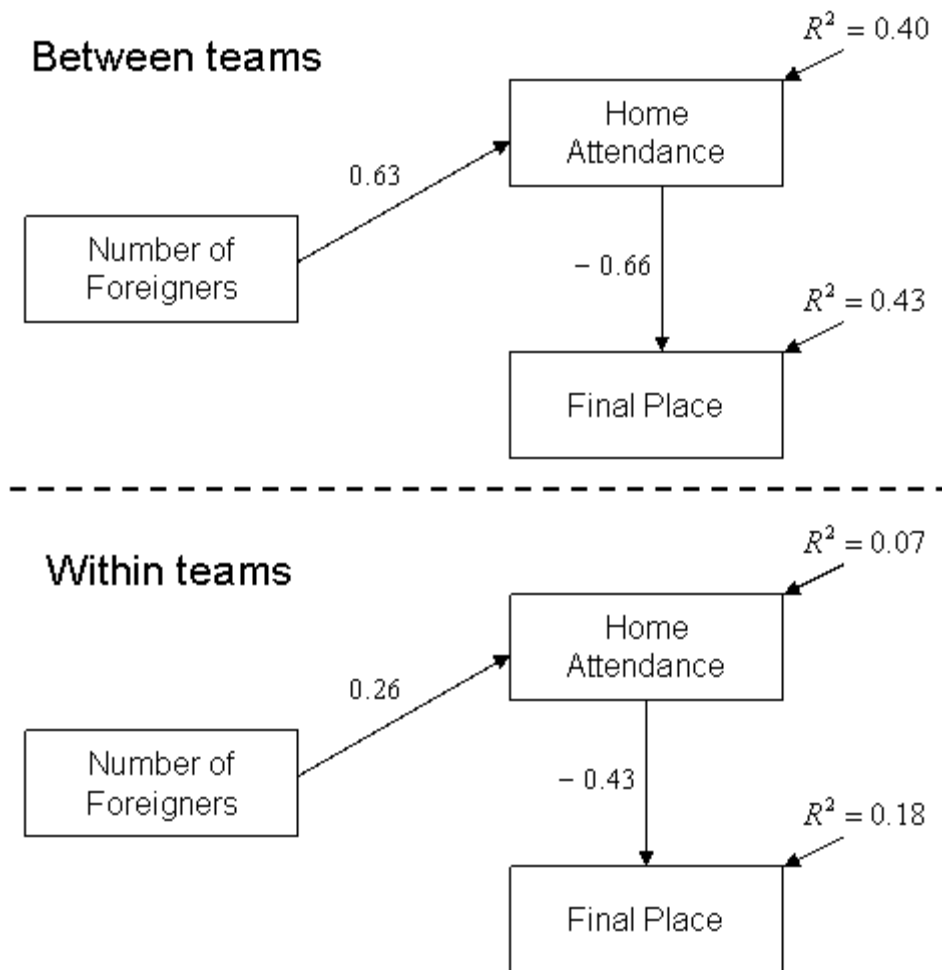 Between teams
R² = 0.40
Home
Attendance
0.63
Number of
Foreigners
− 0.66
R² = 0.43
Final Place
Within teams
R² = 0.07
Home
Attendance
0.26
Number of
Foreigners
− 0.43
R² = 0.18
Final Place